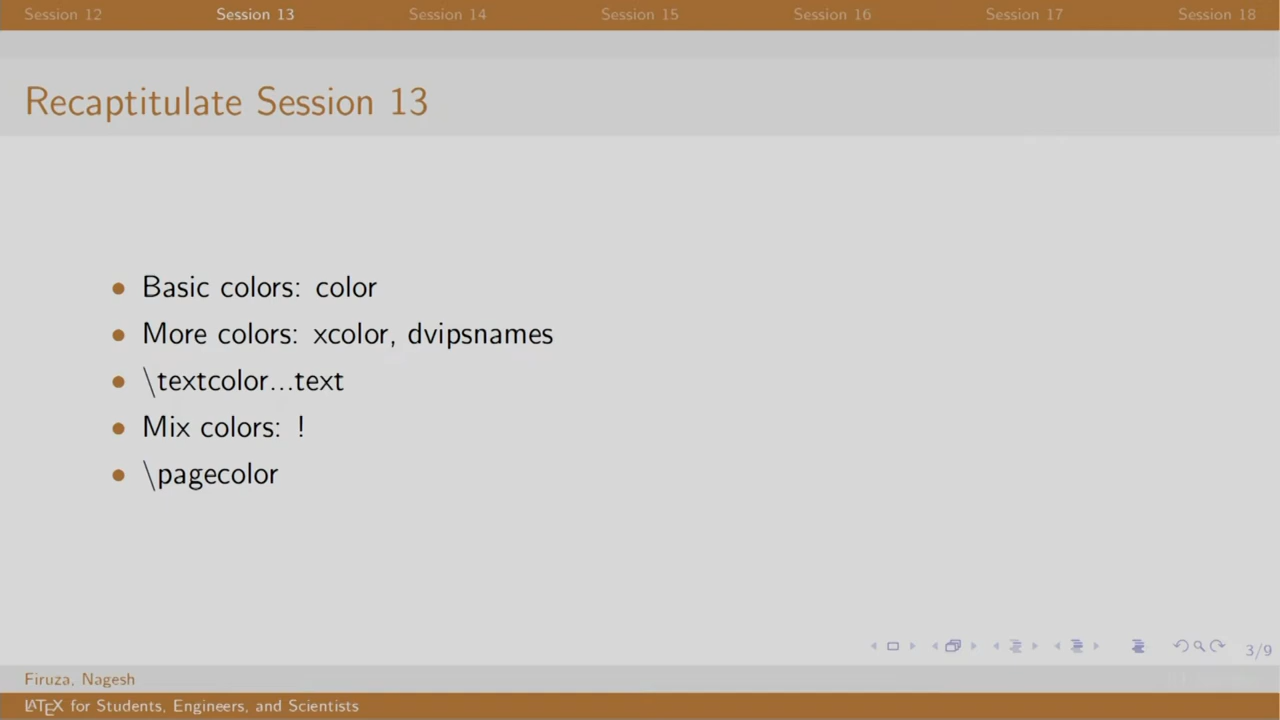 Session 12 Session 13 Session 14 Session 15 Session 16 Session 17 Session 18
Recaptitulate Session 13
• Basic colors: color
• More colors: xcolor, dvipsnames
• \textcolor...text
• Mix colors: !
• \pagecolor
3/9
Firuza, Nagesh
LATEX for Students, Engineers, and Scientists